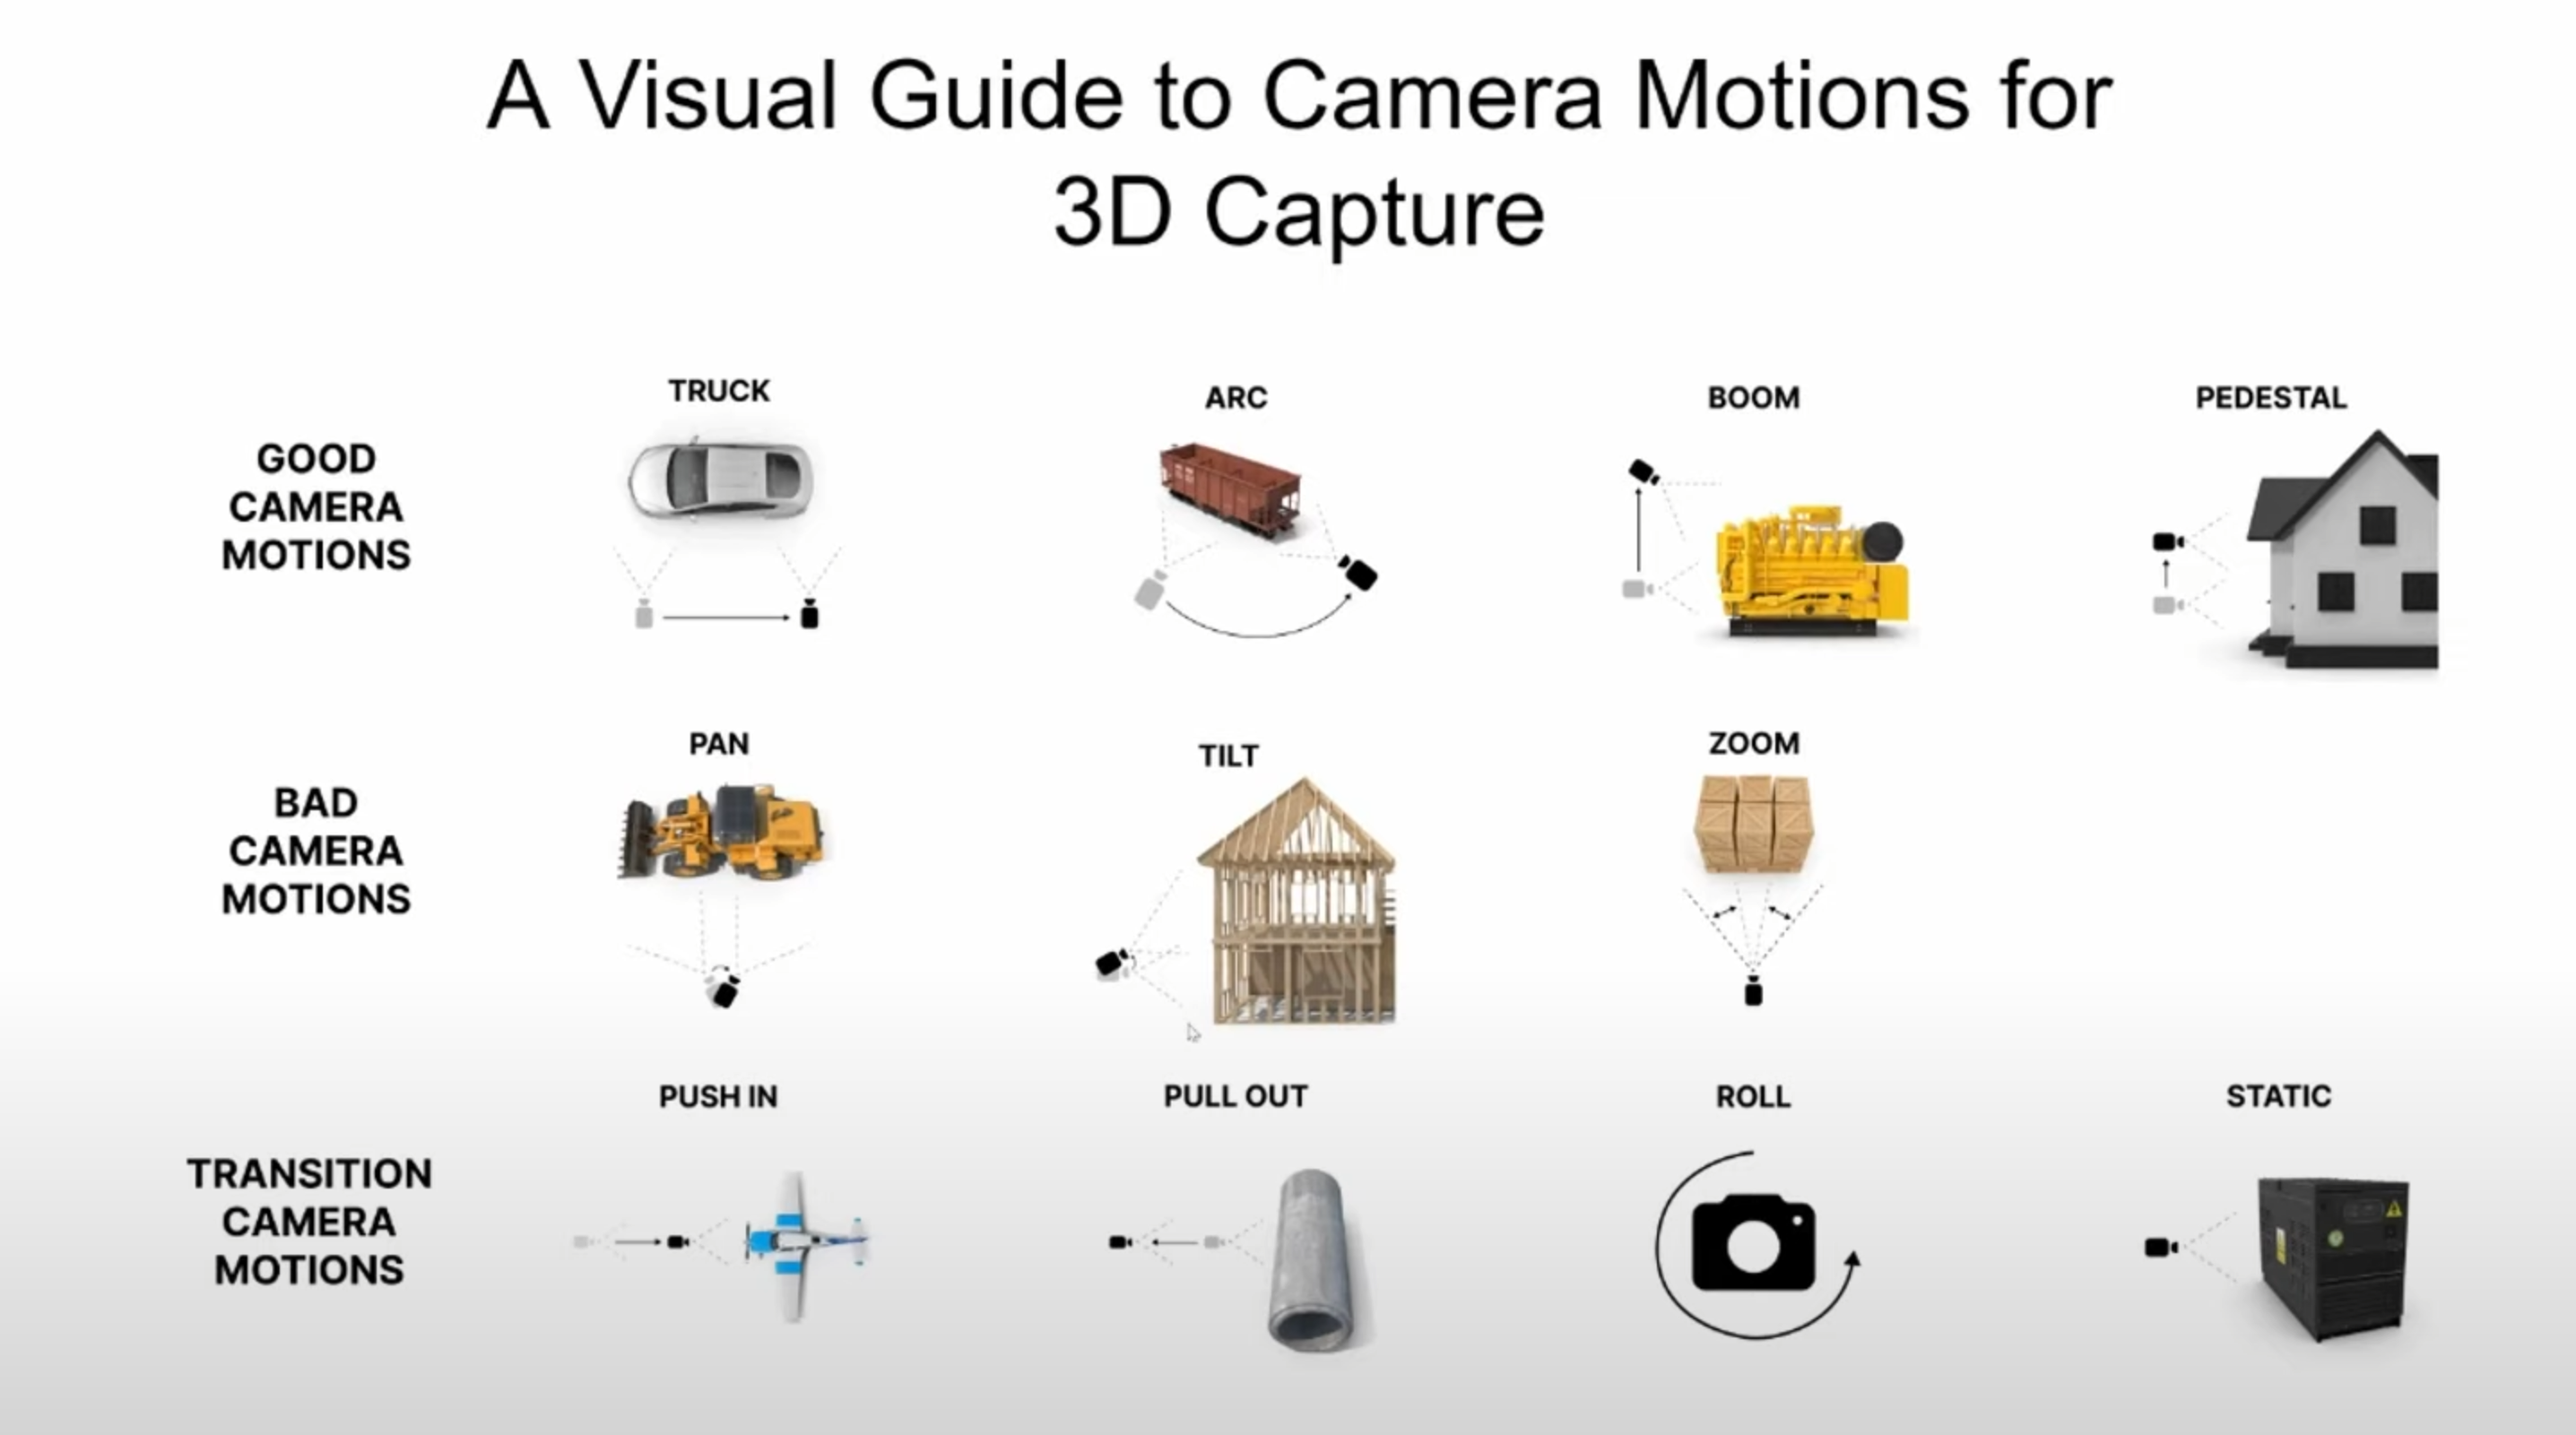 A Visual Guide to Camera Motions for
3D Capture
GOOD
CAMERA
MOTIONS
TRUCK
ARC
BOOM
PEDESTAL
BAD
CAMERA
MOTIONS
PAN
TILT
ZOOM
TRANSITION
CAMERA
MOTIONS
PUSH IN
PULL OUT
ROLL
STATIC